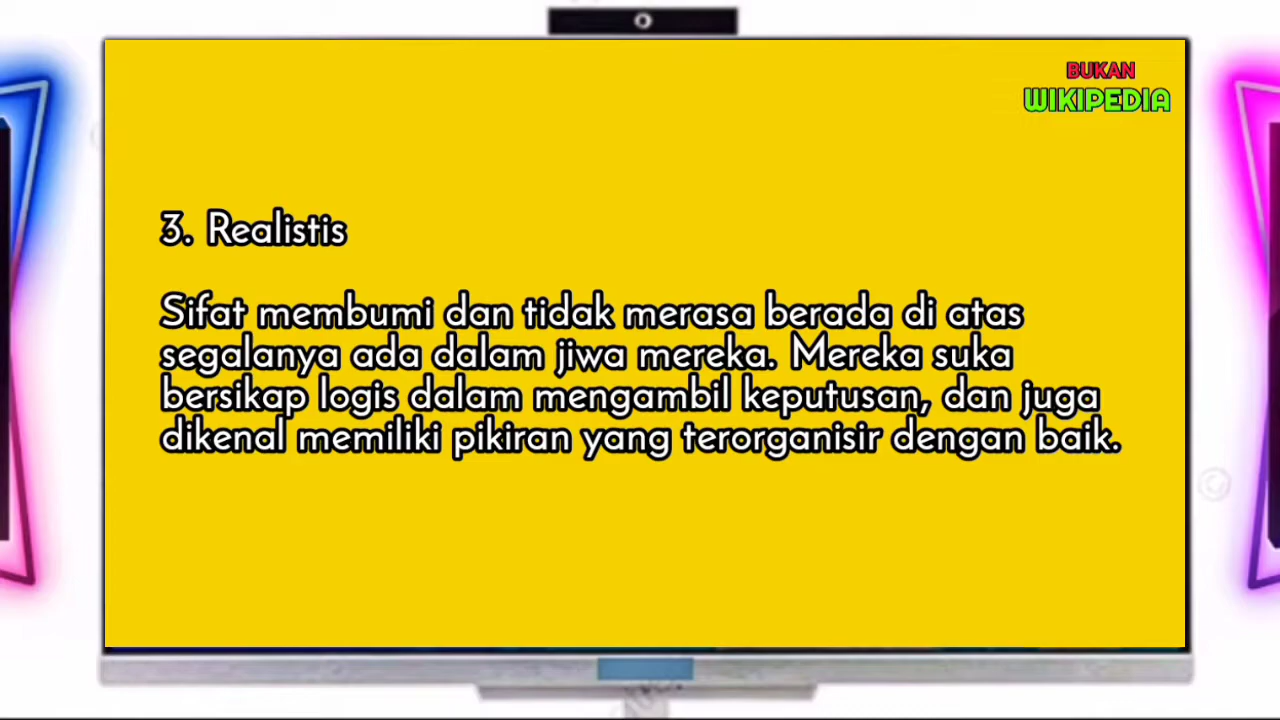 BUKAN
WIKIPEDIA
3. Realistis
Sifat membumi dan tidak merasa berada di atas
segalanya ada dalam jiwa mereka. Mereka suka
bersikap logis dalam mengambil keputusan, dan juga
dikenal memiliki pikiran yang terorganisir dengan baik.